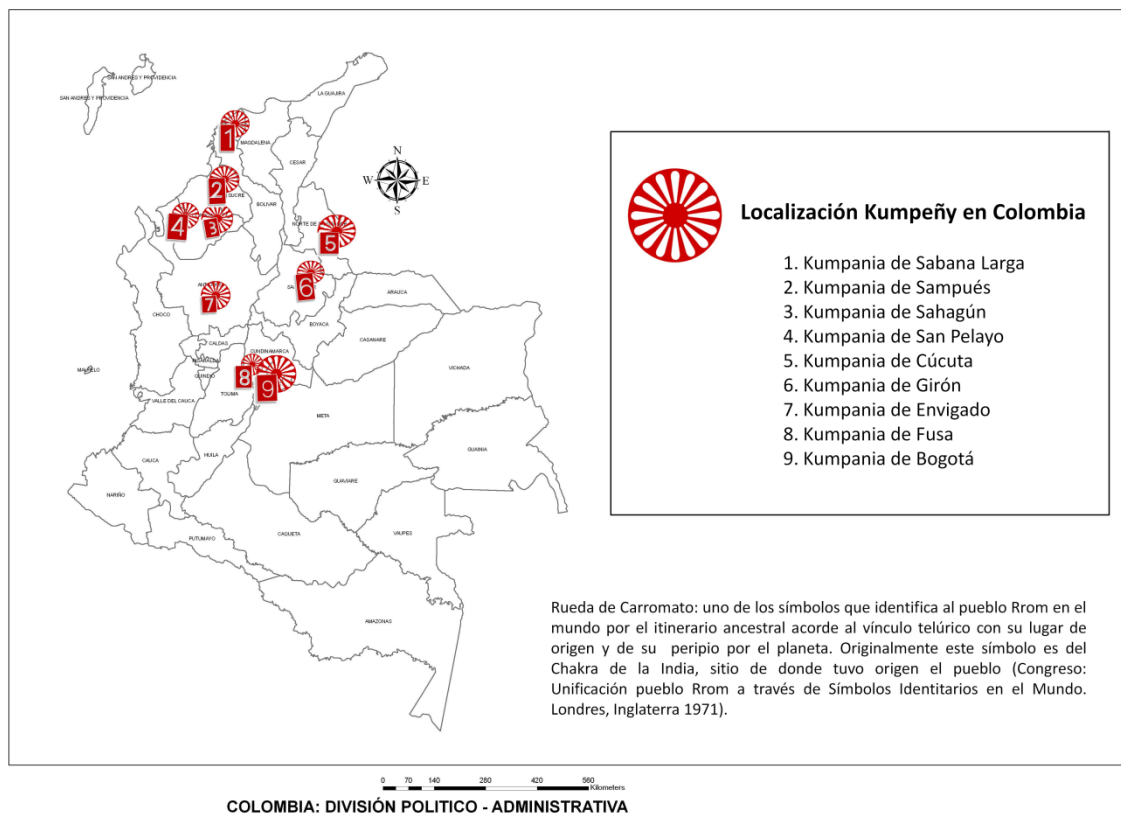 SAN ANDRES Y PROVIDENCIA
SAN ANDRES Y PROVIDENCIA
LA GUAJIRA
MAGDALENA
CESAR
SUCRE
BOLIVAR
NORTE DE
CHOCO
ARAUCA
BOYACA
CASANARE
CALDAS
CUNDINAMARCA
QUINDIO
TOLIMA
VALLE DEL CAUCA
VICHADA
META
CAUCA
HUILA
GUAINIA
NARIÑO
GUAVIARE
PUTUMAYO
CAQUETA
VAUPES
AMAZONAS
1
2
3
4
5
6
7
8
9
N
W E
S
Localización Kumpeñy en Colombia
1. Kumpania de Sabana Larga
2. Kumpania de Sampués
3. Kumpania de Sahagún
4. Kumpania de San Pelayo
5. Kumpania de Cúcuta
6. Kumpania de Girón
7. Kumpania de Envigado
8. Kumpania de Fusa
9. Kumpania de Bogotá
Rueda de Carromato: uno de los símbolos que identifica al pueblo Rrom en el
mundo por el itinerario ancestral acorde al vínculo telúrico con su lugar de
origen y de su peripio por el planeta. Originalmente este símbolo es del
Chakra de la India, sitio de donde tuvo origen el pueblo (Congreso:
Unificación pueblo Rrom a través de Símbolos Identitarios en el Mundo.
Londres, Inglaterra 1971).
0 70 140 280 420 560
Kilometers
COLOMBIA: DIVISIÓN POLITICO - ADMINISTRATIVA